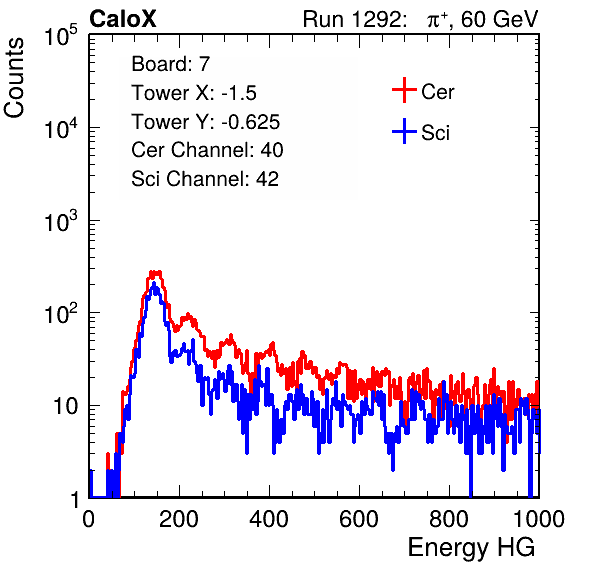 CaloX Run 1292: π⁺, 60 GeV
Counts
10⁵
10⁴
10³
10²
10
1
Board: 7
Tower X: -1.5
Tower Y: -0.625
Cer Channel: 40
Sci Channel: 42
Cer
Sci
0 200 400 600 800 1000
Energy HG